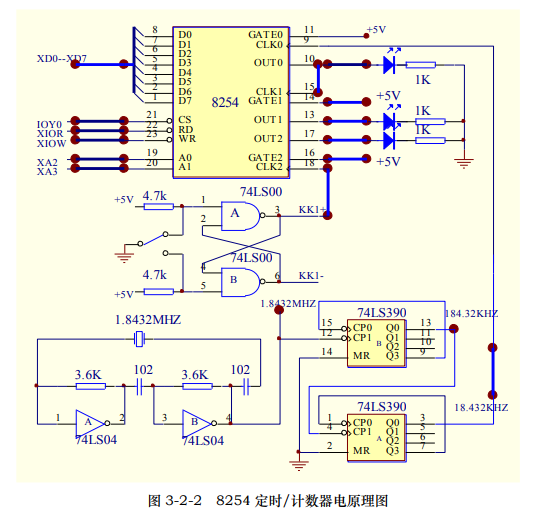 8 D0 GATE0 11 +5V
7 D1 CLK0 9
6 D2
XD0--XD7 5 D3 OUT0 10
4 D4
3 D5 1K
2 D6 CLK1 15
1 D7 8254 GATE1 14 +5V
1K
IOY0 21 CS OUT1 13
XIOR 22 RD 1K
XIOW 23 WR OUT2 17
XA2 19 A0 GATE2 16 +5V
XA3 20 A1 CLK2 18
4.7k 74LS00
+5V 1
A 3 KK1+
2
74LS00
4.7k 4
B 6 KK1-
+5V 5
1.8432MHZ
74LS390
1.8432MHZ 15 CP0 Q0 13 184.32KHZ
12 CP1 Q1 11
B Q2 10
14 MR Q3 9
3.6K 102 3.6K 102
74LS390
18.432KHZ
1 A 2 3 B 4 1 CP0 Q0 3
4 CP1 Q1 5
74LS04 74LS04 A Q2 6
2 MR Q3 7
图 3-2-2 8254 定时/计数器电原理图